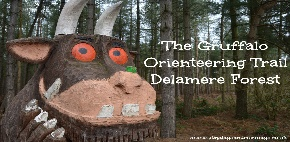 The Gruffalo
Orienteering Trail
Delamere Forest